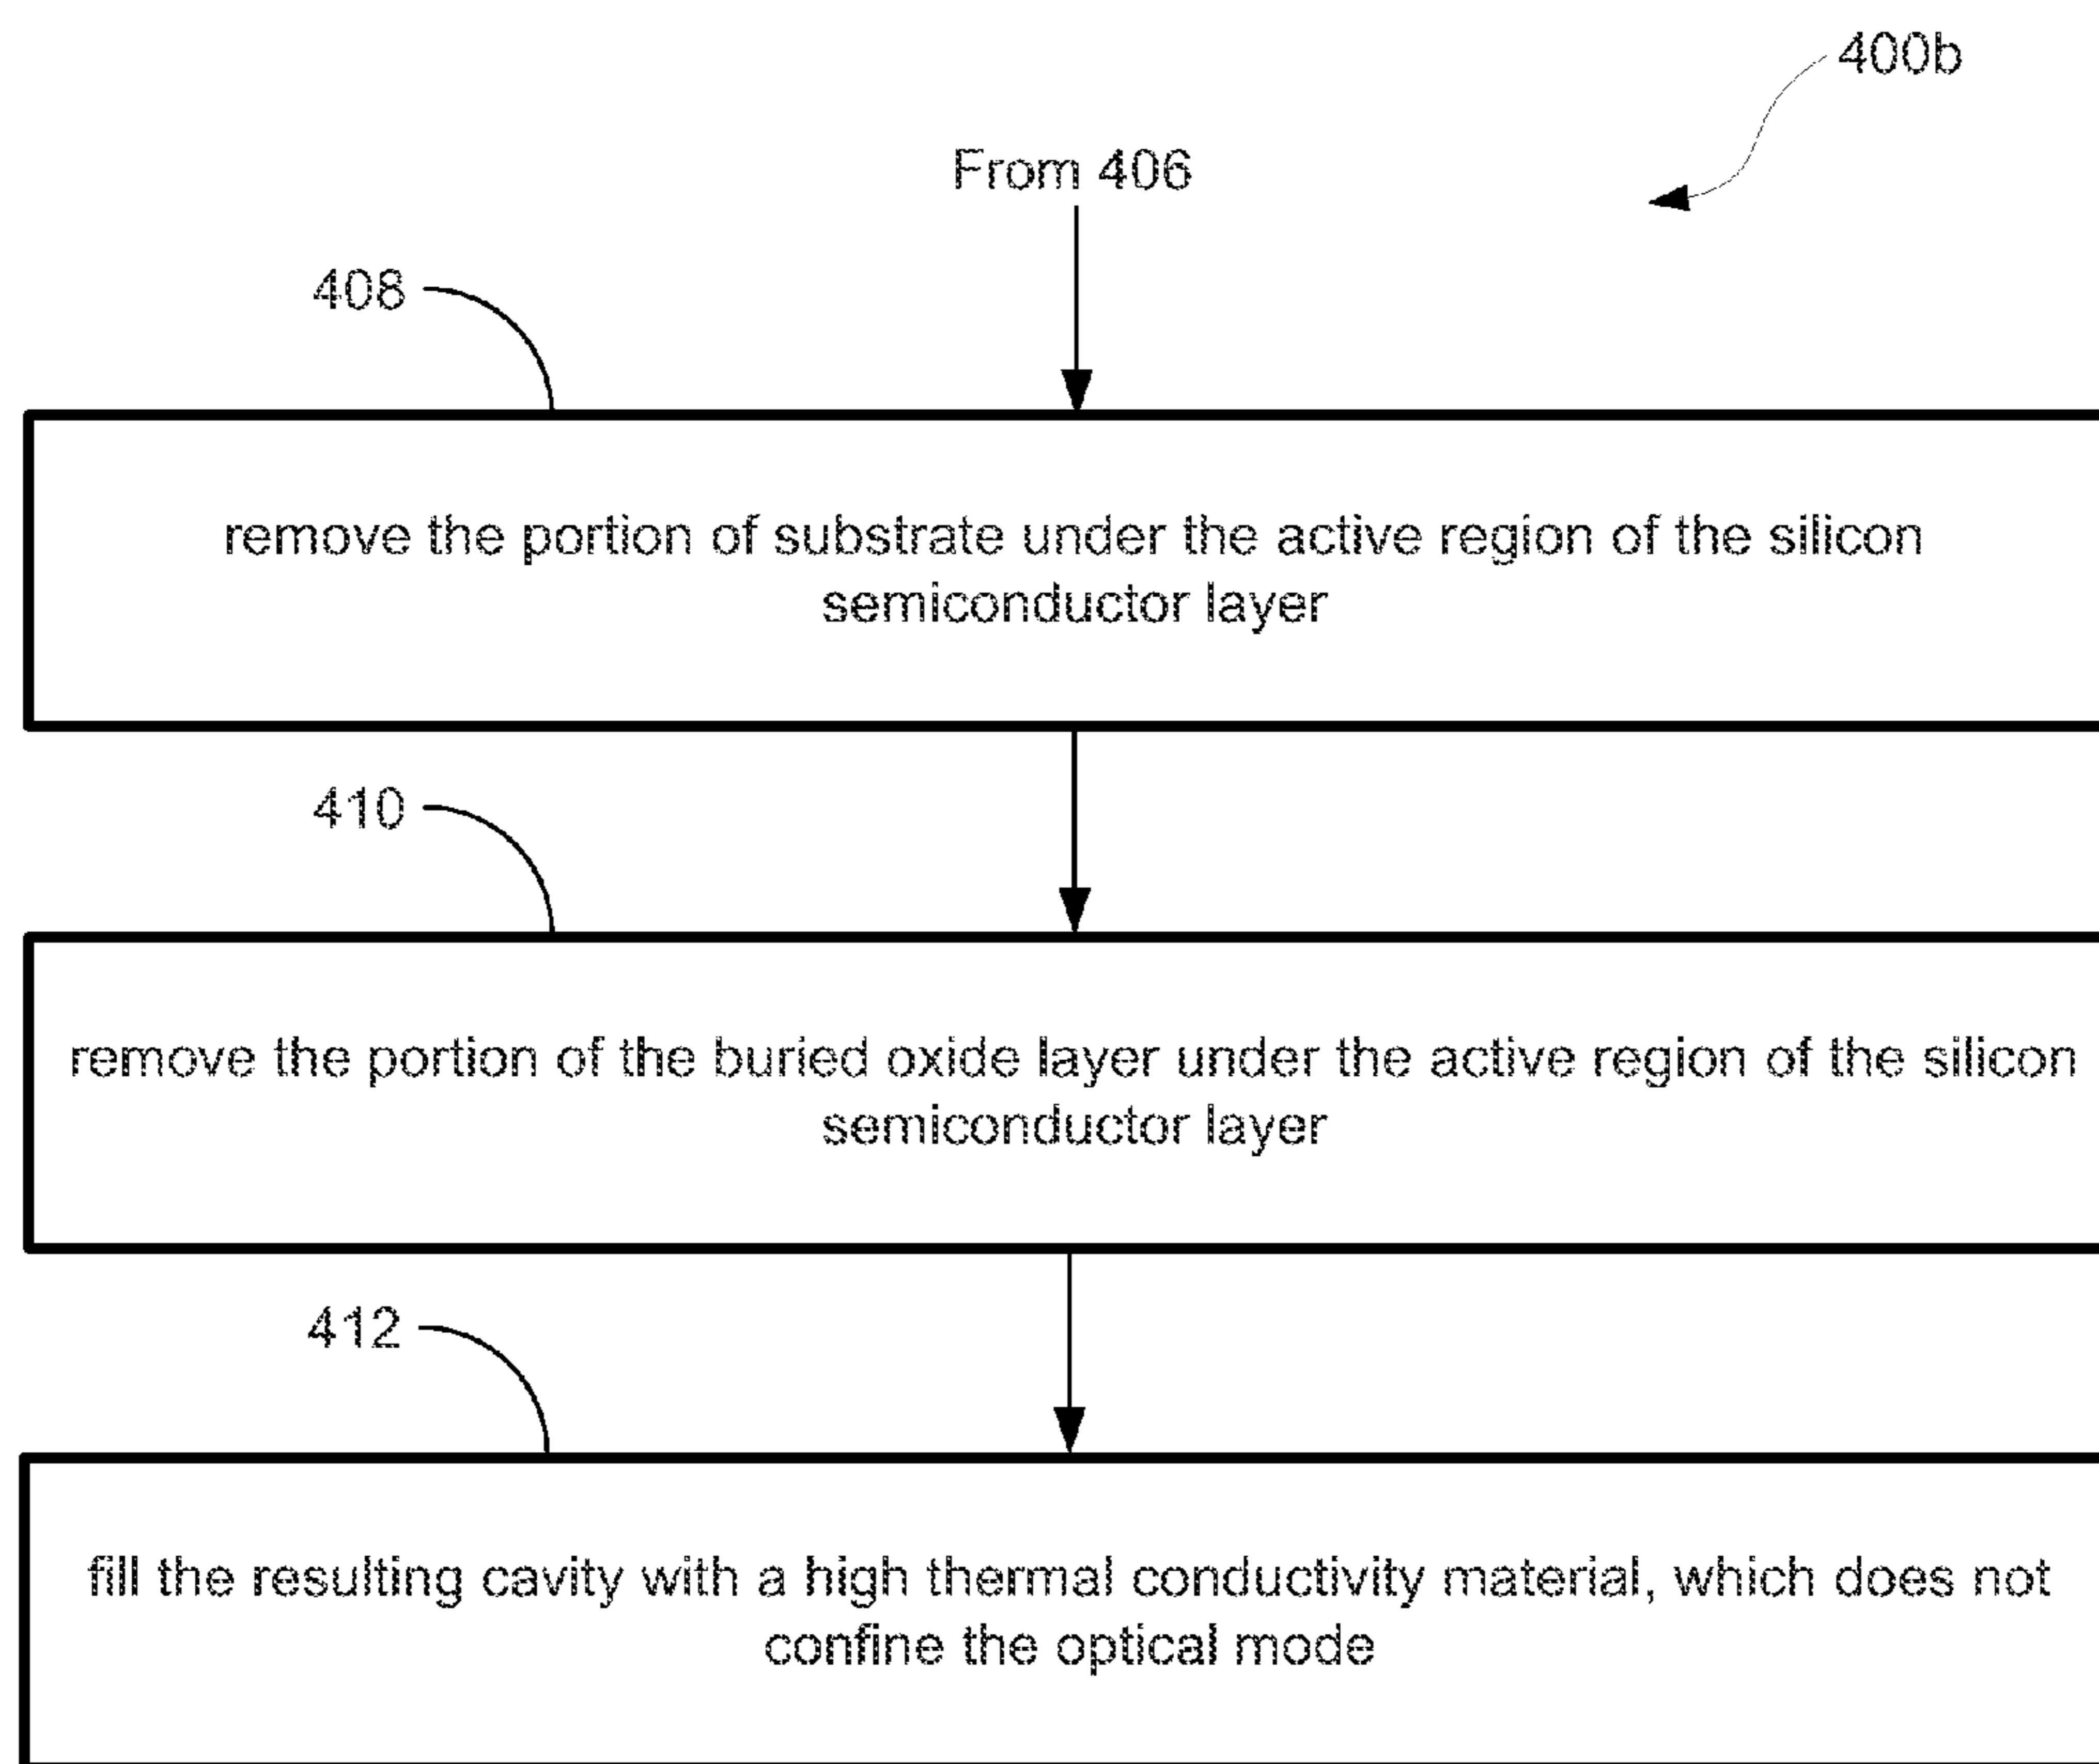 400b
From 406
408
remove the portion of substrate under the active region of the silicon
semiconductor layer
410
remove the portion of the buried oxide layer under the active region of the silicon
semiconductor layer
412
fill the resulting cavity with a high thermal conductivity material, which does not
confine the optical mode